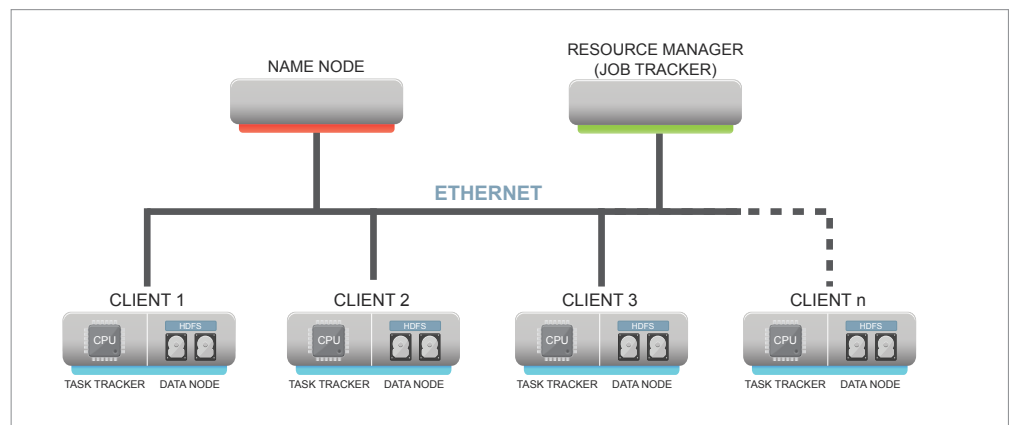 NAME NODE
RESOURCE MANAGER
(JOB TRACKER)
ETHERNET
CLIENT 1
CLIENT 2
CLIENT 3
CLIENT n
CPU
HDFS
CPU
HDFS
CPU
HDFS
CPU
HDFS
TASK TRACKER
DATA NODE
TASK TRACKER
DATA NODE
TASK TRACKER
DATA NODE
TASK TRACKER
DATA NODE